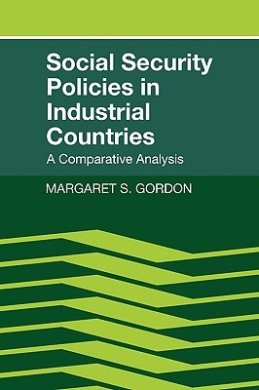 Social Security
Policies in
Industrial
Countries
A Comparative Analysis
MARGARET S. GORDON